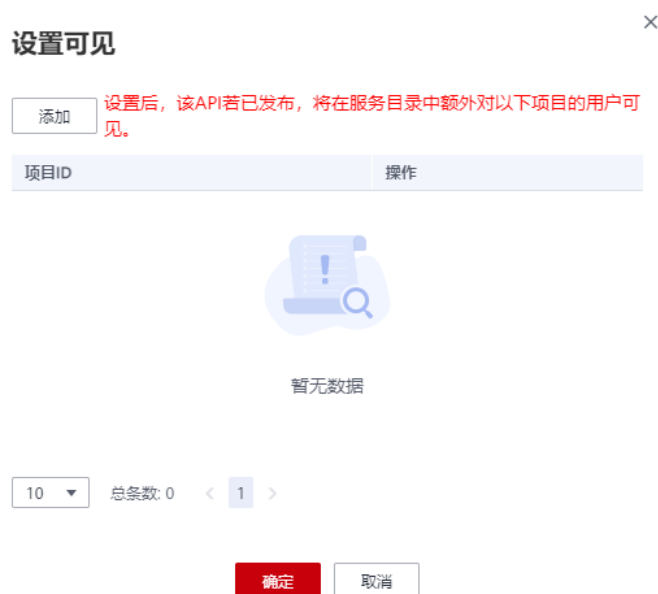 设置可见
添加
设置后，该API若已发布，将在服务目录中额外对以下项目的用户可
见。
项目ID 操作
暂无数据
10 总条数: 0 1
确定 取消